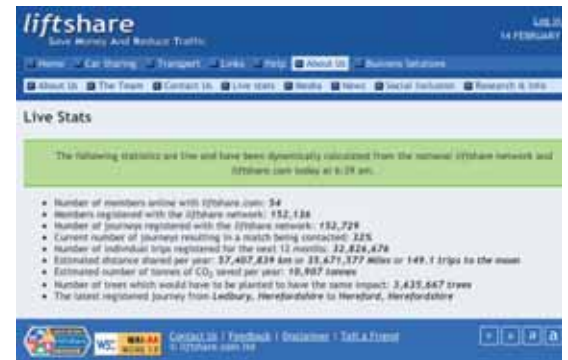 liftshare
Save Money And Reduce Traffic
Log in
14 FEBRUARY
Home Car Sharing Transport Links Help About Us Business Solutions
About Us The Team Contact Us Live stats Media News Social Inclusion Research & Info
Live Stats
The following statistics are live and have been dynamically calculated from the national liftshare network and
liftshare.com today at 6:39 am.
Number of members online with liftshare.com: 54
Members registered with the liftshare network: 152,136
Number of journeys registered with the liftshare network: 152,729
Current number of journeys resulting in a match being contacted: 32%
Number of individual trips registered for the next 12 months: 32,826,676
Estimated distance shared per year: 57,407,839 km or 35,671,577 Miles or 149.1 trips to the moon
Estimated number of tonnes of CO2 saved per year: 10,907 tonnes
Number of trees which would have to be planted to have the same impact: 3,635,667 trees
The latest registered journey from Ledbury, Herefordshire to Hereford, Herefordshire
liftshare
W3C WAI-AA
WCAG 1.0
Contact Us | Feedback | Disclaimer | Tell a Friend
© liftshare.com ltd
a a